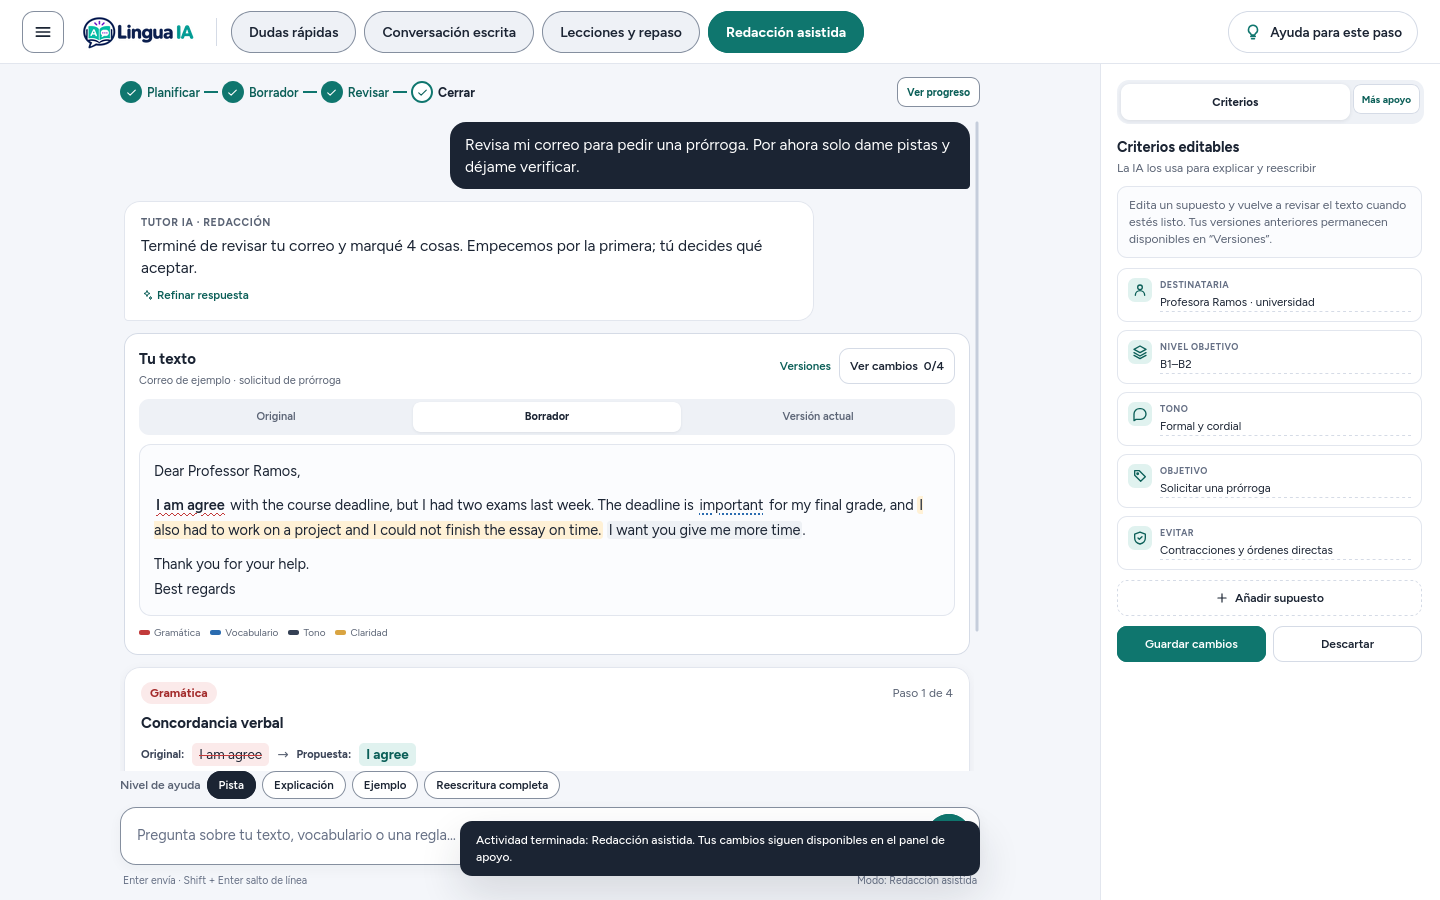 Lingua IA
Dudas rápidas
Conversación escrita
Lecciones y repaso
Redacción asistida
Ayuda para este paso
Planificar
Borrador
Revisar
Cerrar
Ver progreso
Revisa mi correo para pedir una prórroga. Por ahora solo dame pistas y
déjame verificar.
TUTOR IA · REDACCIÓN
Terminé de revisar tu correo y marqué 4 cosas. Empecemos por la primera; tú decides qué
aceptar.
Refinar respuesta
Tu texto
Correo de ejemplo · solicitud de prórroga
Versiones
Ver cambios 0/4
Original
Borrador
Versión actual
Dear Professor Ramos,
I am agree with the course deadline, but I had two exams last week. The deadline is important for my final grade, and I
also had to work on a project and I could not finish the essay on time. I want you give me more time.
Thank you for your help.
Best regards
Gramática
Vocabulario
Tono
Claridad
Gramática
Paso 1 de 4
Concordancia verbal
Original: I am agree → Propuesta: I agree
Nivel de ayuda
Pista
Explicación
Ejemplo
Reescritura completa
Pregunta sobre tu texto, vocabulario o una regla...
Actividad terminada: Redacción asistida. Tus cambios siguen disponibles en el panel de
apoyo.
Enter envía · Shift + Enter salto de línea
Modo: Redacción asistida
Criterios
Más apoyo
Criterios editables
La IA los usa para explicar y reescribir
Edita un supuesto y vuelve a revisar el texto cuando
estés listo. Tus versiones anteriores permanecen
disponibles en “Versiones”.
DESTINATARIA
Profesora Ramos · universidad
NIVEL OBJETIVO
B1–B2
TONO
Formal y cordial
OBJETIVO
Solicitar una prórroga
EVITAR
Contracciones y órdenes directas
Añadir supuesto
Guardar cambios
Descartar